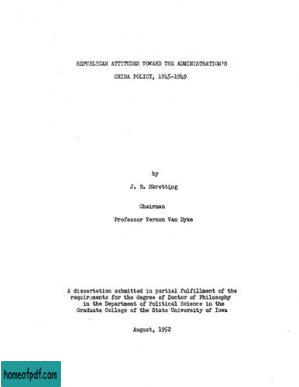 REPUBLICAN ATTITUDES TOWARD THE ADMINISTRATION'S
CHINA POLICY, 1945-1949
by
J. R. Skretting
Chairman
Professor Vernon Van Dyke
A dissertation submitted in partial fulfillment of the
requirements for the degree of Doctor of Philosophy
in the Department of Political Science in the
Graduate College of the State University of Iowa
August, 1952
homeofpdf.com